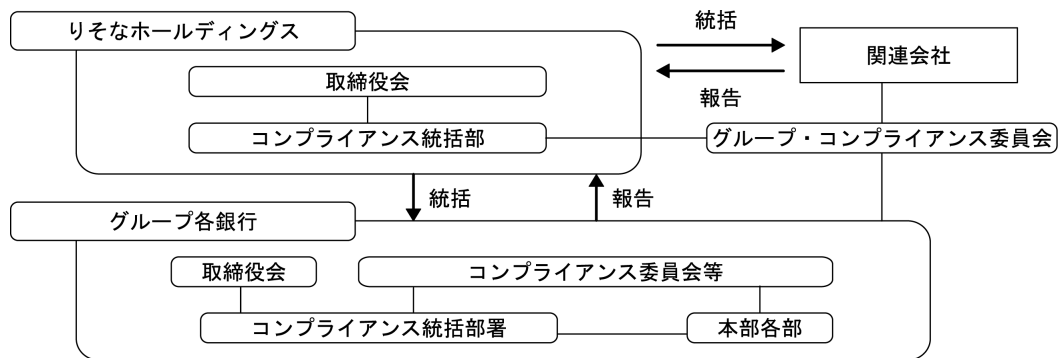 りそなホールディングス
統括
関連会社
取締役会
報告
コンプライアンス統括部
グループ・コンプライアンス委員会
統括
報告
グループ各銀行
取締役会
コンプライアンス委員会等
コンプライアンス統括部署
本部各部